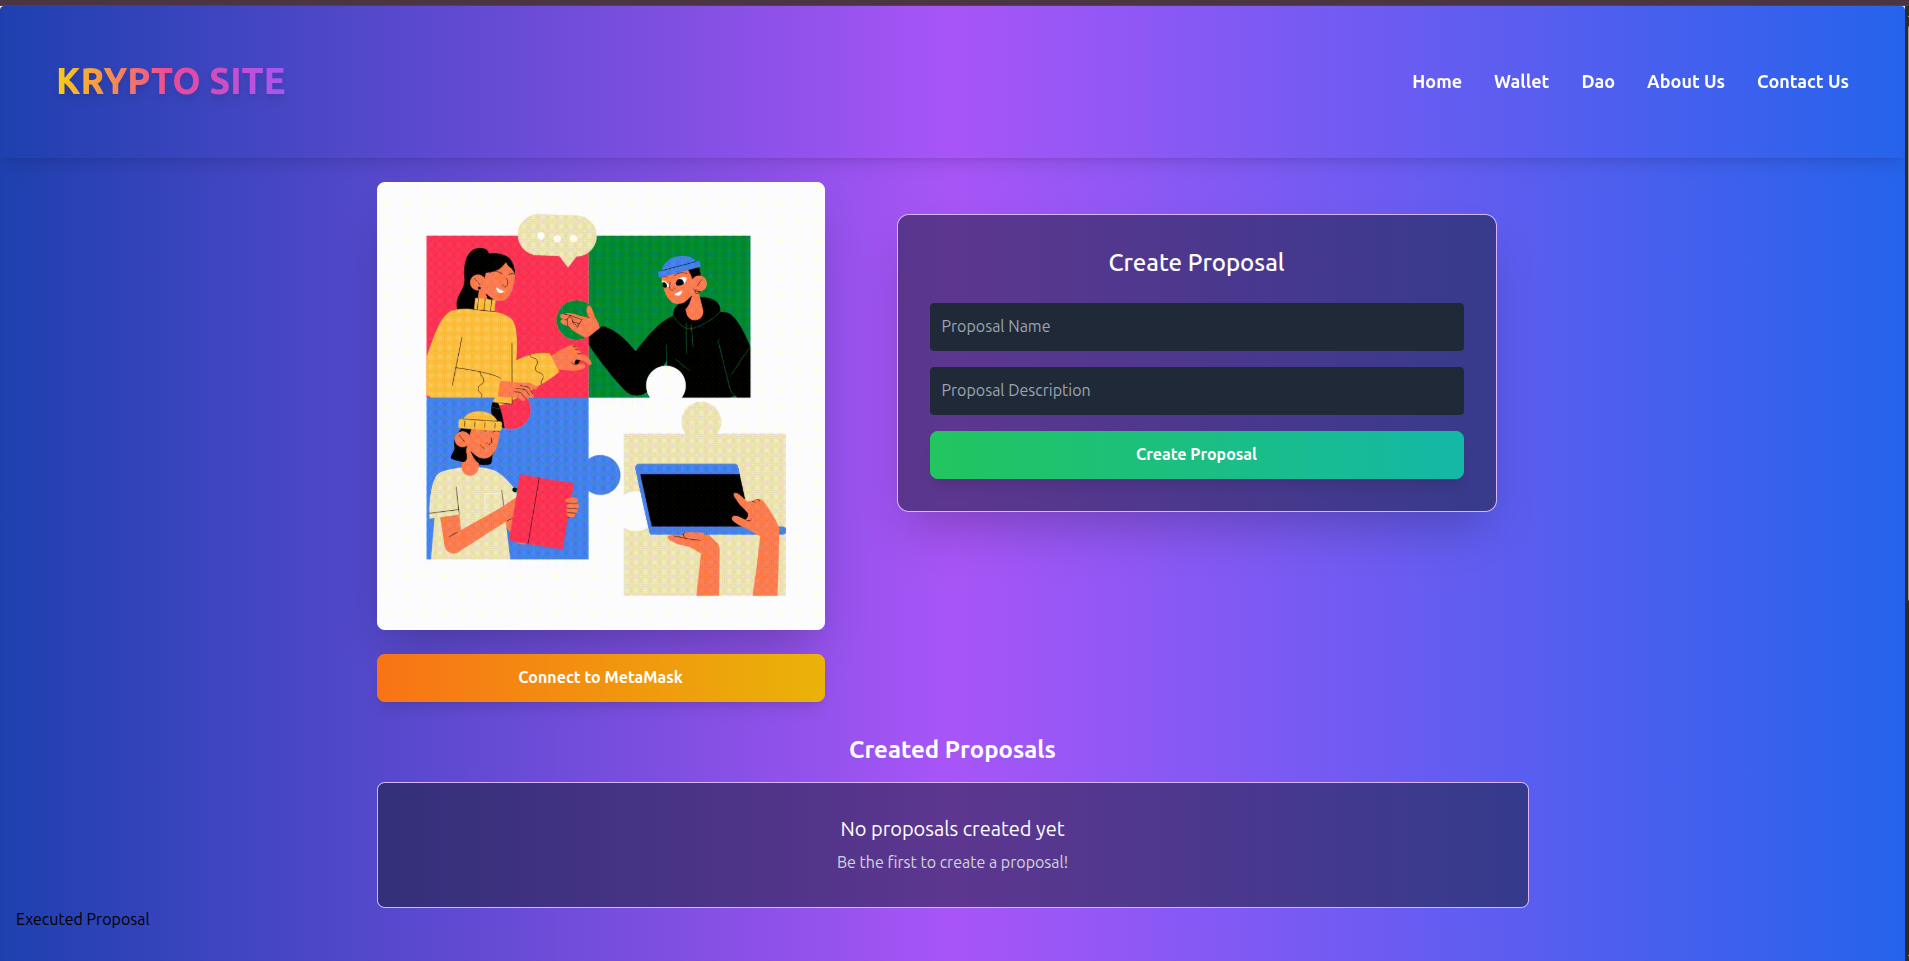 KRYPTO SITE
Home Wallet Dao About Us Contact Us
Create Proposal
Proposal Name
Proposal Description
Create Proposal
Connect to MetaMask
Created Proposals
No proposals created yet
Be the first to create a proposal!
Executed Proposal